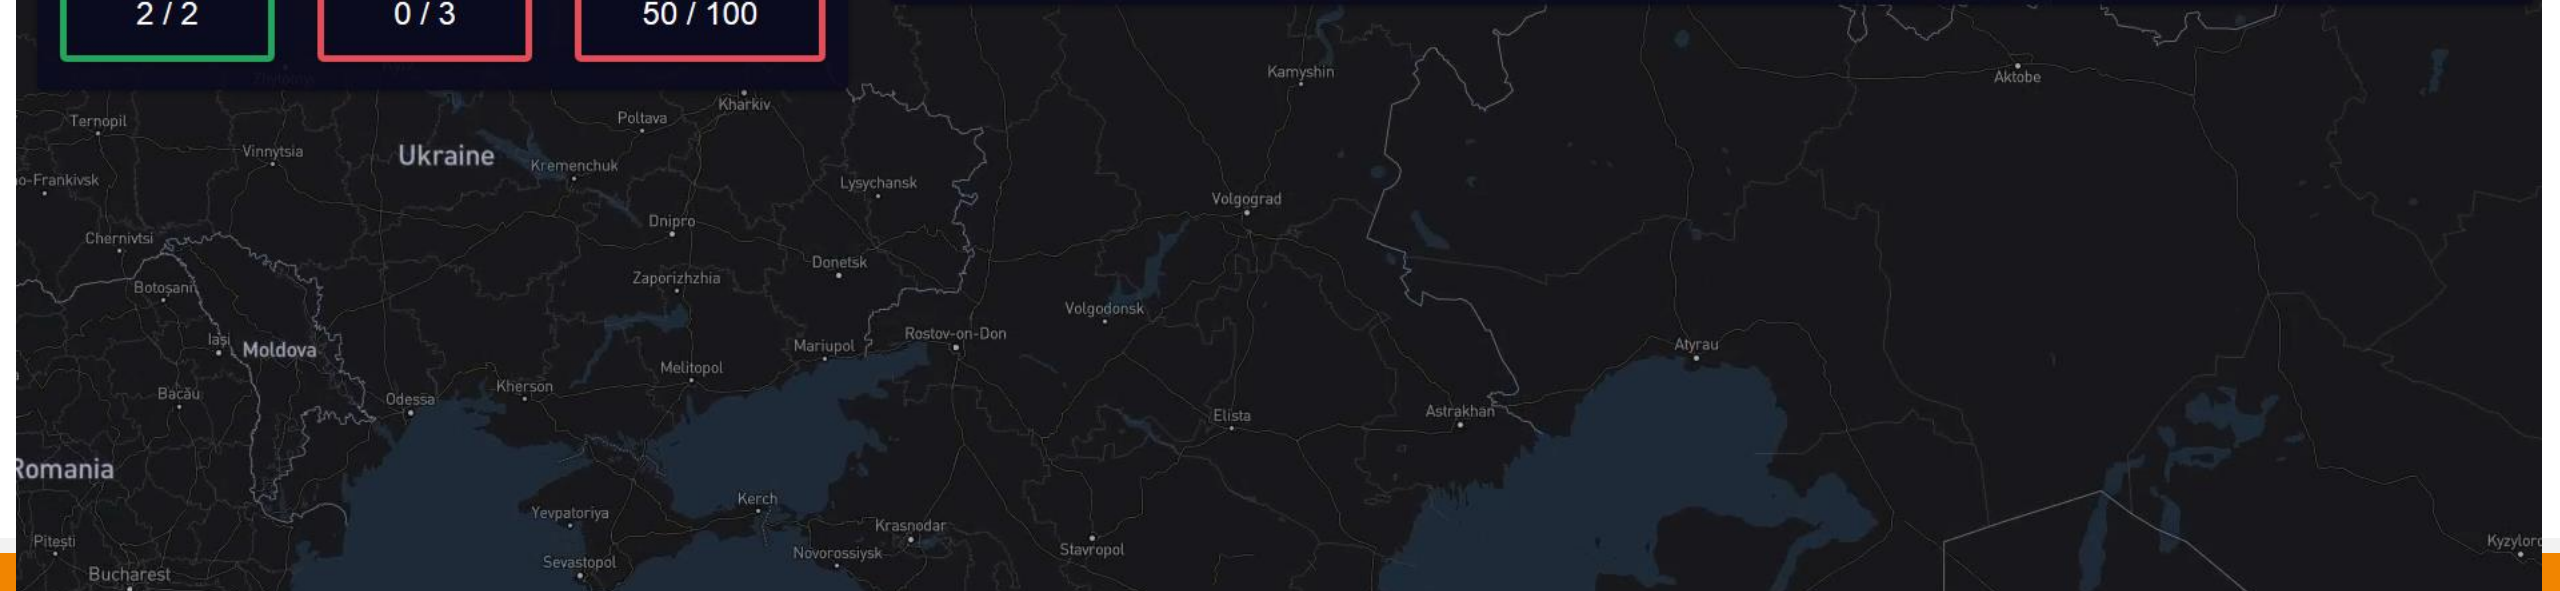 2 / 2 0 / 3 50 / 100
Kamyshin
Aktobe
Kharkiv
Poltava
Ternopil
Vinnytsia
Ukraine
Kremenchuk
o-Frankivsk
Lysychansk
Volgograd
Dnipro
Chernivtsi
Donetsk
Zaporizhzhia
Botoșani
Volgodonsk
Rostov-on-Don
Iași
Moldova
Mariupol
Atyrau
Melitopol
Kherson
Bacău
Odessa
Astrakhan
Elista
Romania
Kerch
Yevpatoriya
Krasnodar
Pitești
Kyzylor
Stavropol
Novorossiysk
Sevastopol
Bucharest